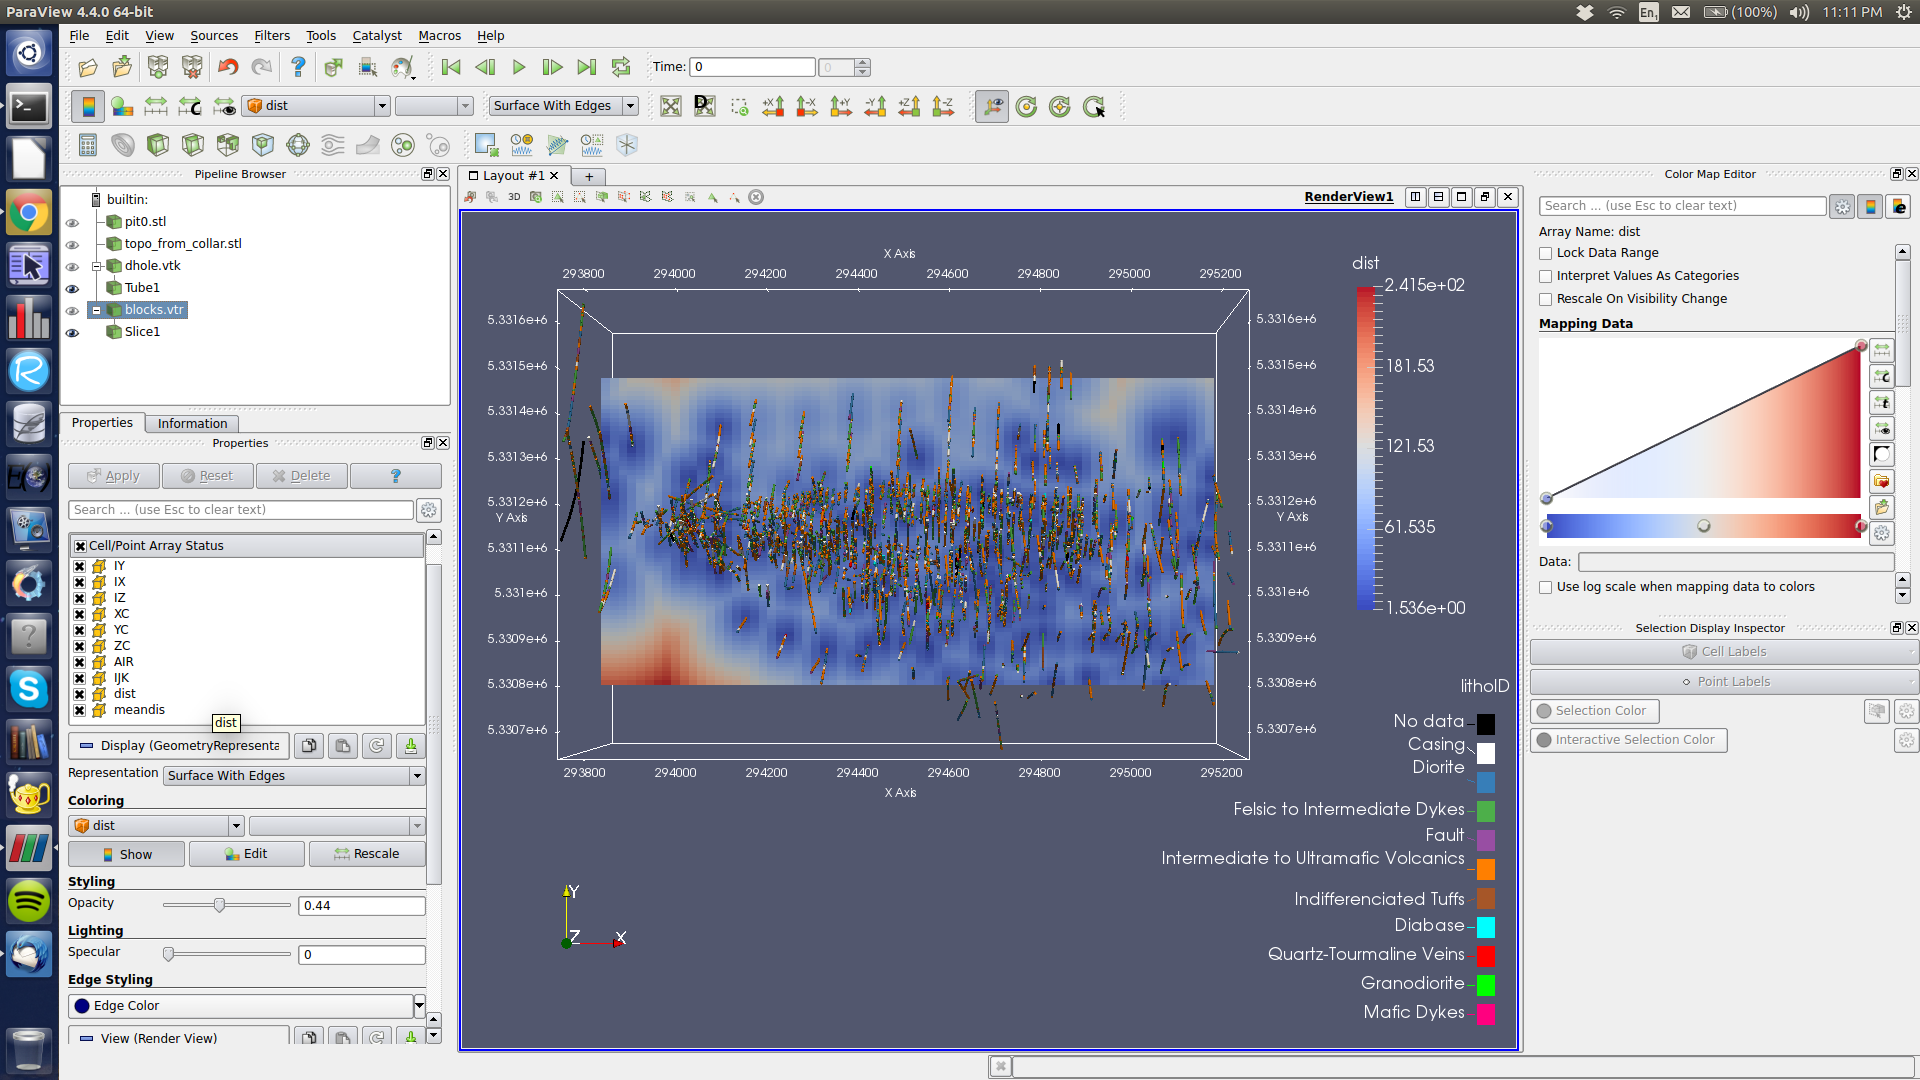 ParaView 4.4.0 64-bit
En1
(100%)
11:11 PM
File Edit View Sources Filters Tools Catalyst Macros Help
Time: 0
0
dist
Surface With Edges
D
+X -X +Y -Y +Z -Z
Pipeline Browser
builtin:
pit0.stl
topo_from_collar.stl
dhole.vtk
Tube1
blocks.vtr
Slice1
Properties Information
Properties
Apply Reset Delete ?
Search ... (use Esc to clear text)
Cell/Point Array Status
IY
IX
IZ
XC
YC
ZC
AIR
IJK
dist
meandis
dist
Display (GeometryRepresenta
Representation Surface With Edges
Coloring
dist
Show Edit Rescale
Styling
Opacity 0.44
Lighting
Specular 0
Edge Styling
Edge Color
View (Render View)
Layout #1
3D
RenderView1
X Axis
293800 294000 294200 294400 294600 294800 295000 295200
5.3316e+6 5.3316e+6
5.3315e+6 5.3315e+6
5.3314e+6 5.3314e+6
5.3313e+6 5.3313e+6
5.3312e+6 5.3312e+6
Y Axis Y Axis
5.3311e+6 5.3311e+6
5.331e+6 5.331e+6
5.3309e+6 5.3309e+6
5.3308e+6 5.3308e+6
5.3307e+6 5.3307e+6
293800 294000 294200 294400 294600 294800 295000 295200
X Axis
dist
2.415e+02
181.53
121.53
61.535
1.536e+00
lithoID
No data
Casing
Diorite
Felsic to Intermediate Dykes
Fault
Intermediate to Ultramafic Volcanics
Indifferenciated Tuffs
Diabase
Quartz-Tourmaline Veins
Granodiorite
Mafic Dykes
Y
Z X
Color Map Editor
Search ... (use Esc to clear text)
Array Name: dist
Lock Data Range
Interpret Values As Categories
Rescale On Visibility Change
Mapping Data
Data:
Use log scale when mapping data to colors
Selection Display Inspector
Cell Labels
Point Labels
Selection Color
Interactive Selection Color